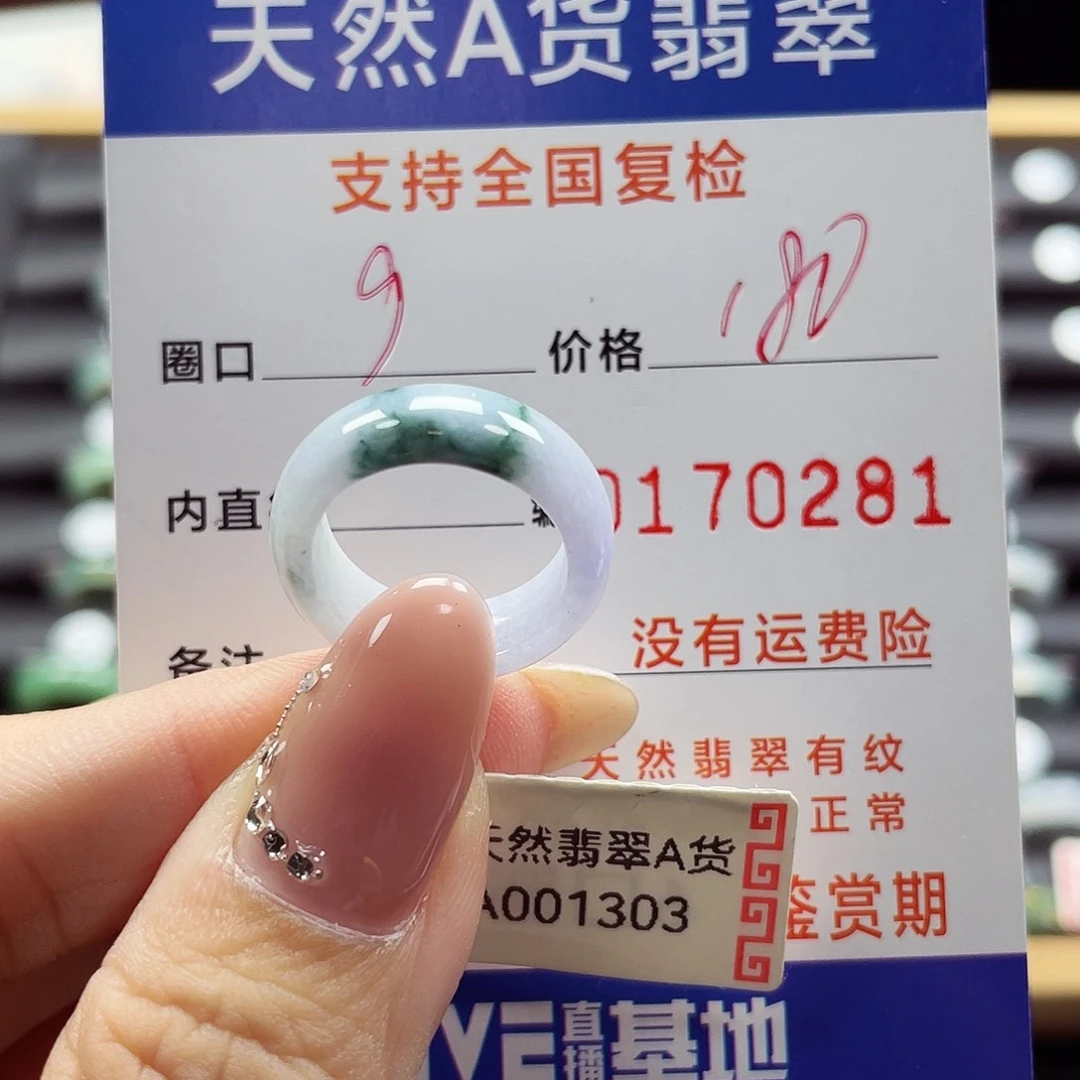 天然A货翡翠
支持全国复检
圈口 9 价格 180
内直 0170281
备注 没有运费险
天然翡翠有纹
正常
鉴赏期
天然翡翠A货
A001303
VE直播基地